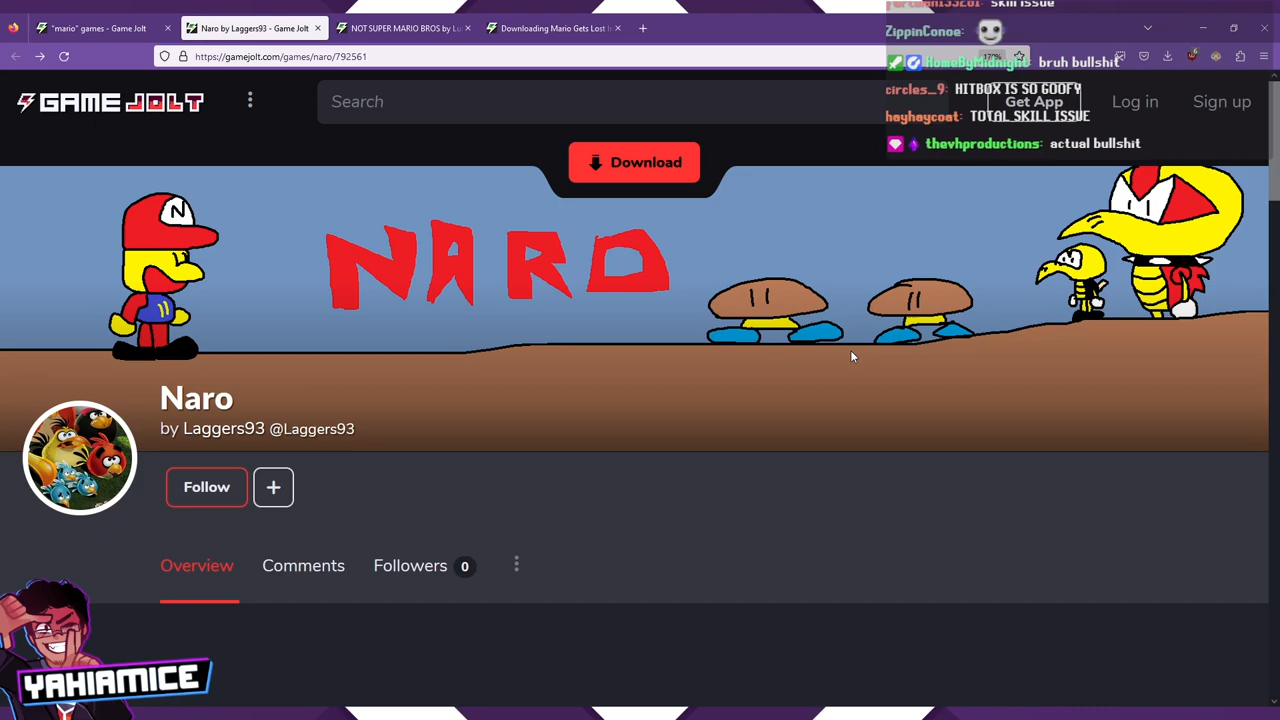 "mario" games - Game Jolt
Naro by Laggers93 - Game Jolt
NOT SUPER MARIO BROS by Lu
Downloading Mario Gets Lost In
skill issue
https://gamejolt.com/games/naro/792561
ZippinConoe:
HomeByMidnight: bruh bullshit
circles_9: HITBOX IS SO GOOFY
hayhaycoat: TOTAL SKILL ISSUE
thevhproductions: actual bullshit
GAME JOLT
Search
Get App
Log in
Sign up
Download
N
NARO
Naro
by Laggers93 @Laggers93
Follow
Overview
Comments
Followers 0
YAHIAMICE